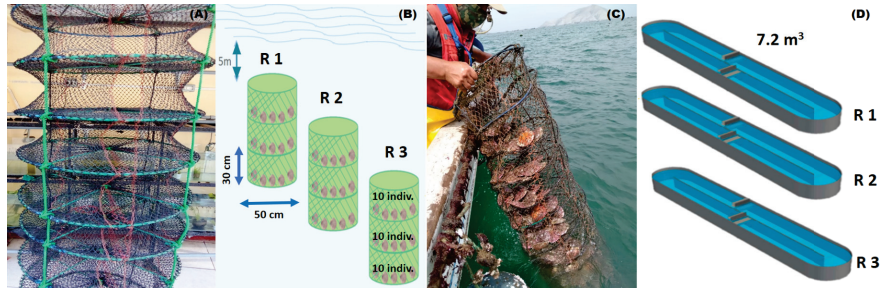 (A)
(B)
5m
R 1
R 2
R 3
30 cm
50 cm
10 indiv.
10 indiv.
10 indiv.
(C)
(D)
7.2 m³
R 1
R 2
R 3